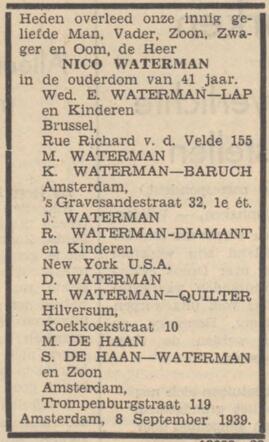 Heden overleed onze innig ge-
liefde Man, Vader, Zoon, Zwa-
ger en Oom, de Heer
NICO WATERMAN
in de ouderdom van 41 jaar.
Wed. E. WATERMAN—LAP
en Kinderen
Brussel,
Rue Richard v. d. Velde 155
M. WATERMAN
K. WATERMAN—BARUCH
Amsterdam,
's Gravesandestraat 32, 1e ét.
J. WATERMAN
R. WATERMAN-DIAMANT
en Kinderen
New York U.S.A.
D. WATERMAN
H. WATERMAN—QUILTER
Hilversum,
Koekkoekstraat 10
M. DE HAAN
S. DE HAAN—WATERMAN
en Zoon
Amsterdam,
Trompenburgstraat 119
Amsterdam, 8 September 1939.